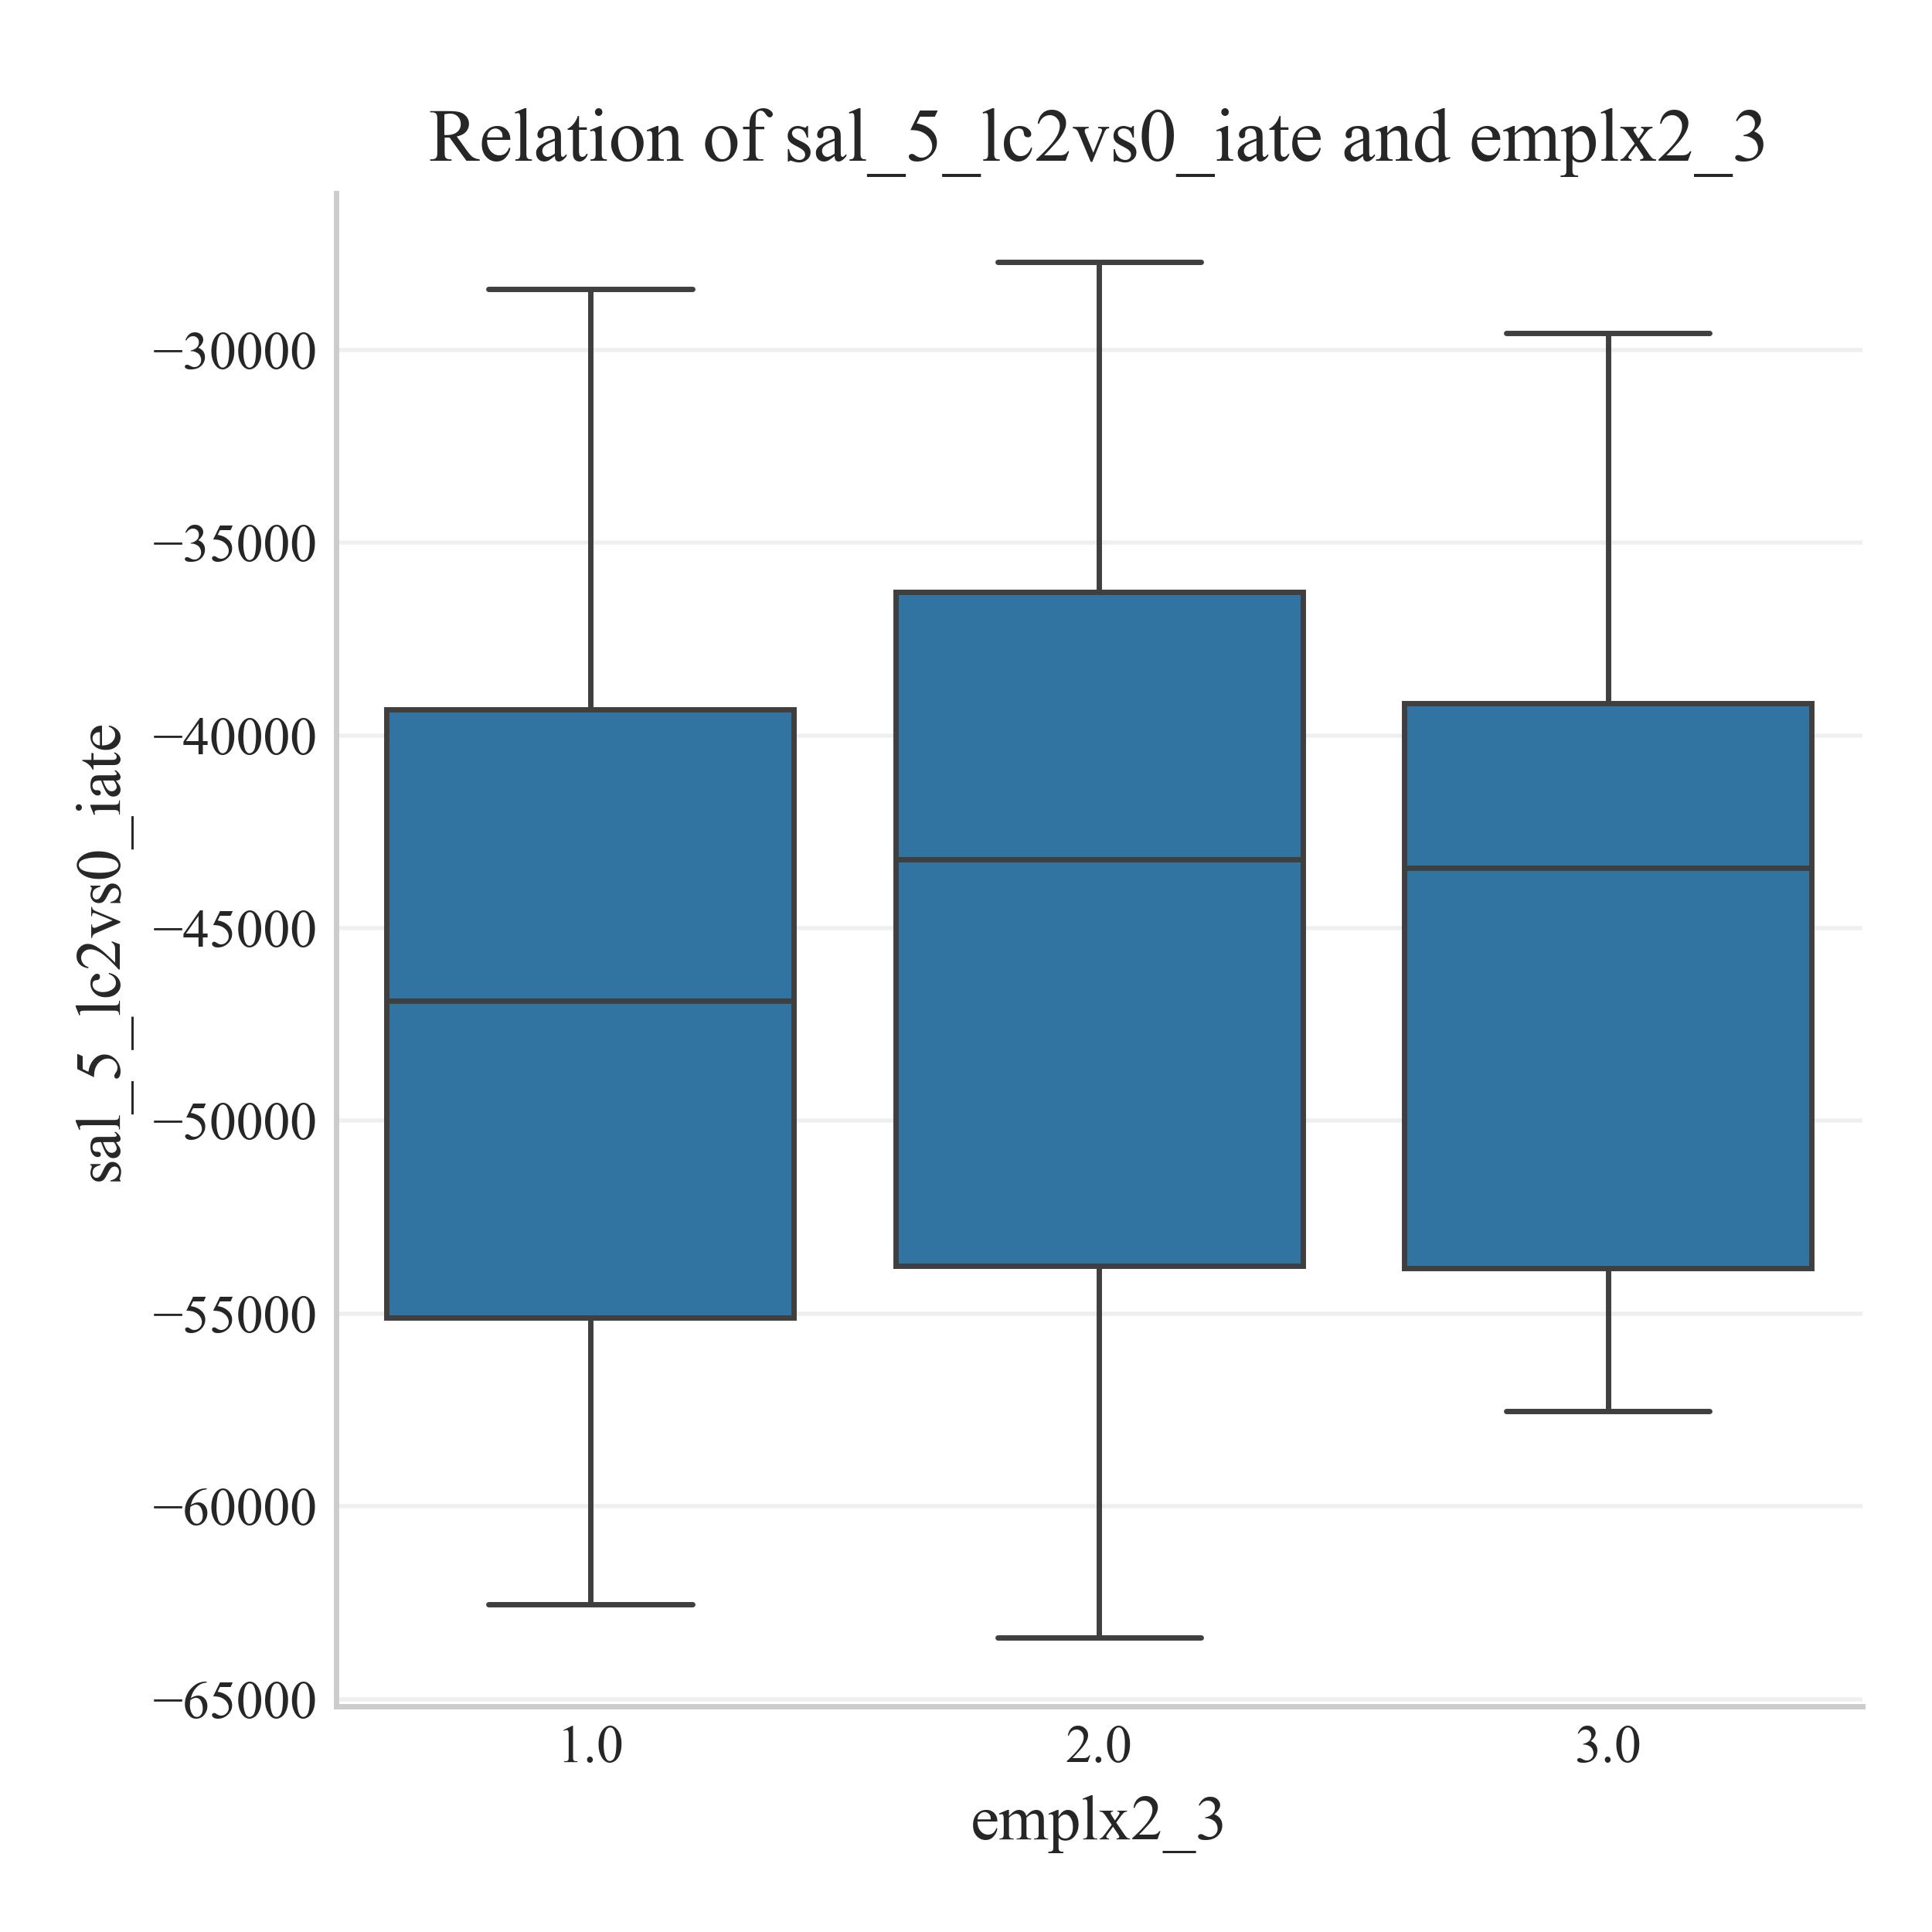 Relation of sal_5_lc2vs0_iate and emplx2_3
−30000
−35000
−40000
−45000
−50000
−55000
−60000
−65000
sal_5_lc2vs0_iate
1.0 2.0 3.0
emplx2_3